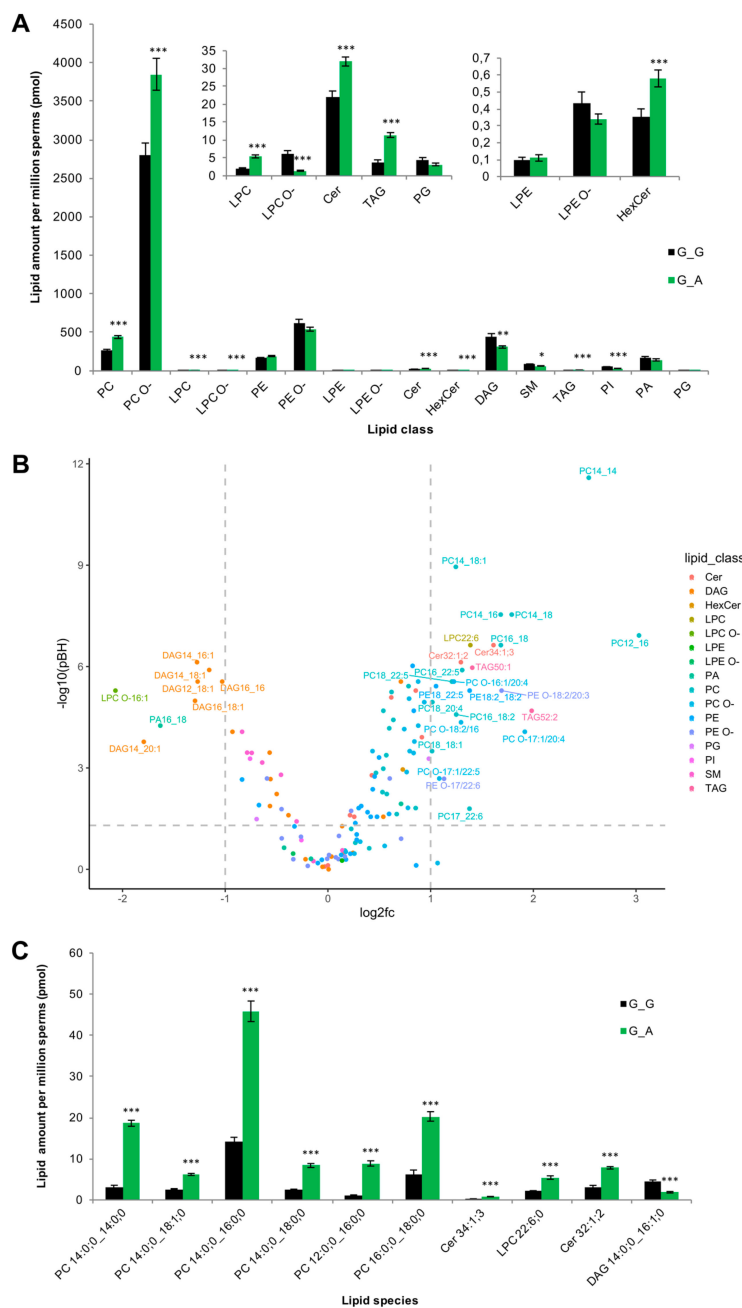 A
Lipid amount per million sperms (pmol)
4500
4000
3500
3000
2500
2000
1500
1000
500
0
***
***
***
***
***
***
**
*
***
***
PC
PC O-
LPC
LPC O-
PE
PE O-
LPE
LPE O-
Cer
HexCer
DAG
SM
TAG
PI
PA
PG
Lipid class
35
30
25
20
15
10
5
0
***
***
***
***
LPC
LPC O-
Cer
TAG
PG
0,7
0,6
0,5
0,4
0,3
0,2
0,1
0
***
LPE
LPE O-
HexCer
G_G
G_A
B
-log10(pBH)
12
9
6
3
0
PC14_14
PC14_18:1
PC14_16
PC14_18
PC12_16
LPC22:6
PC16_18
Cer32:1;2
Cer34:1;3
DAG14_16:1
PC16_22:5
TAG50:1
PC18_22:5
PC O-16:1/20:4
DAG14_18:1
DAG16_16
DAG12_18:1
LPC O-16:1
PE18_22:5
PE18:2_18:2
PE O-18:2/20:3
DAG16_18:1
PC18_20:4
PA16_18
PC16_18:2
TAG52:2
PC O-18:2/16
PC O-17:1/20:4
DAG14_20:1
PC18_18:1
PC O-17:1/22:5
PE O-17/22:6
PC17_22:6
-2
-1
0
1
2
3
log2fc
lipid_class
Cer
DAG
HexCer
LPC
LPC O-
LPE
LPE O-
PA
PC
PC O-
PE
PE O-
PG
PI
SM
TAG
C
Lipid amount per million sperms (pmol)
60
50
40
30
20
10
0
***
***
***
***
***
***
***
***
***
***
G_G
G_A
PC 14:0;0_14:0;0
PC 14:0;0_18:1;0
PC 14:0;0_16:0;0
PC 14:0;0_18:0;0
PC 12:0;0_16:0;0
PC 16:0;0_18:0;0
Cer 34:1;3
LPC 22:6;0
Cer 32:1;2
DAG 14:0;0_16:1;0
Lipid species